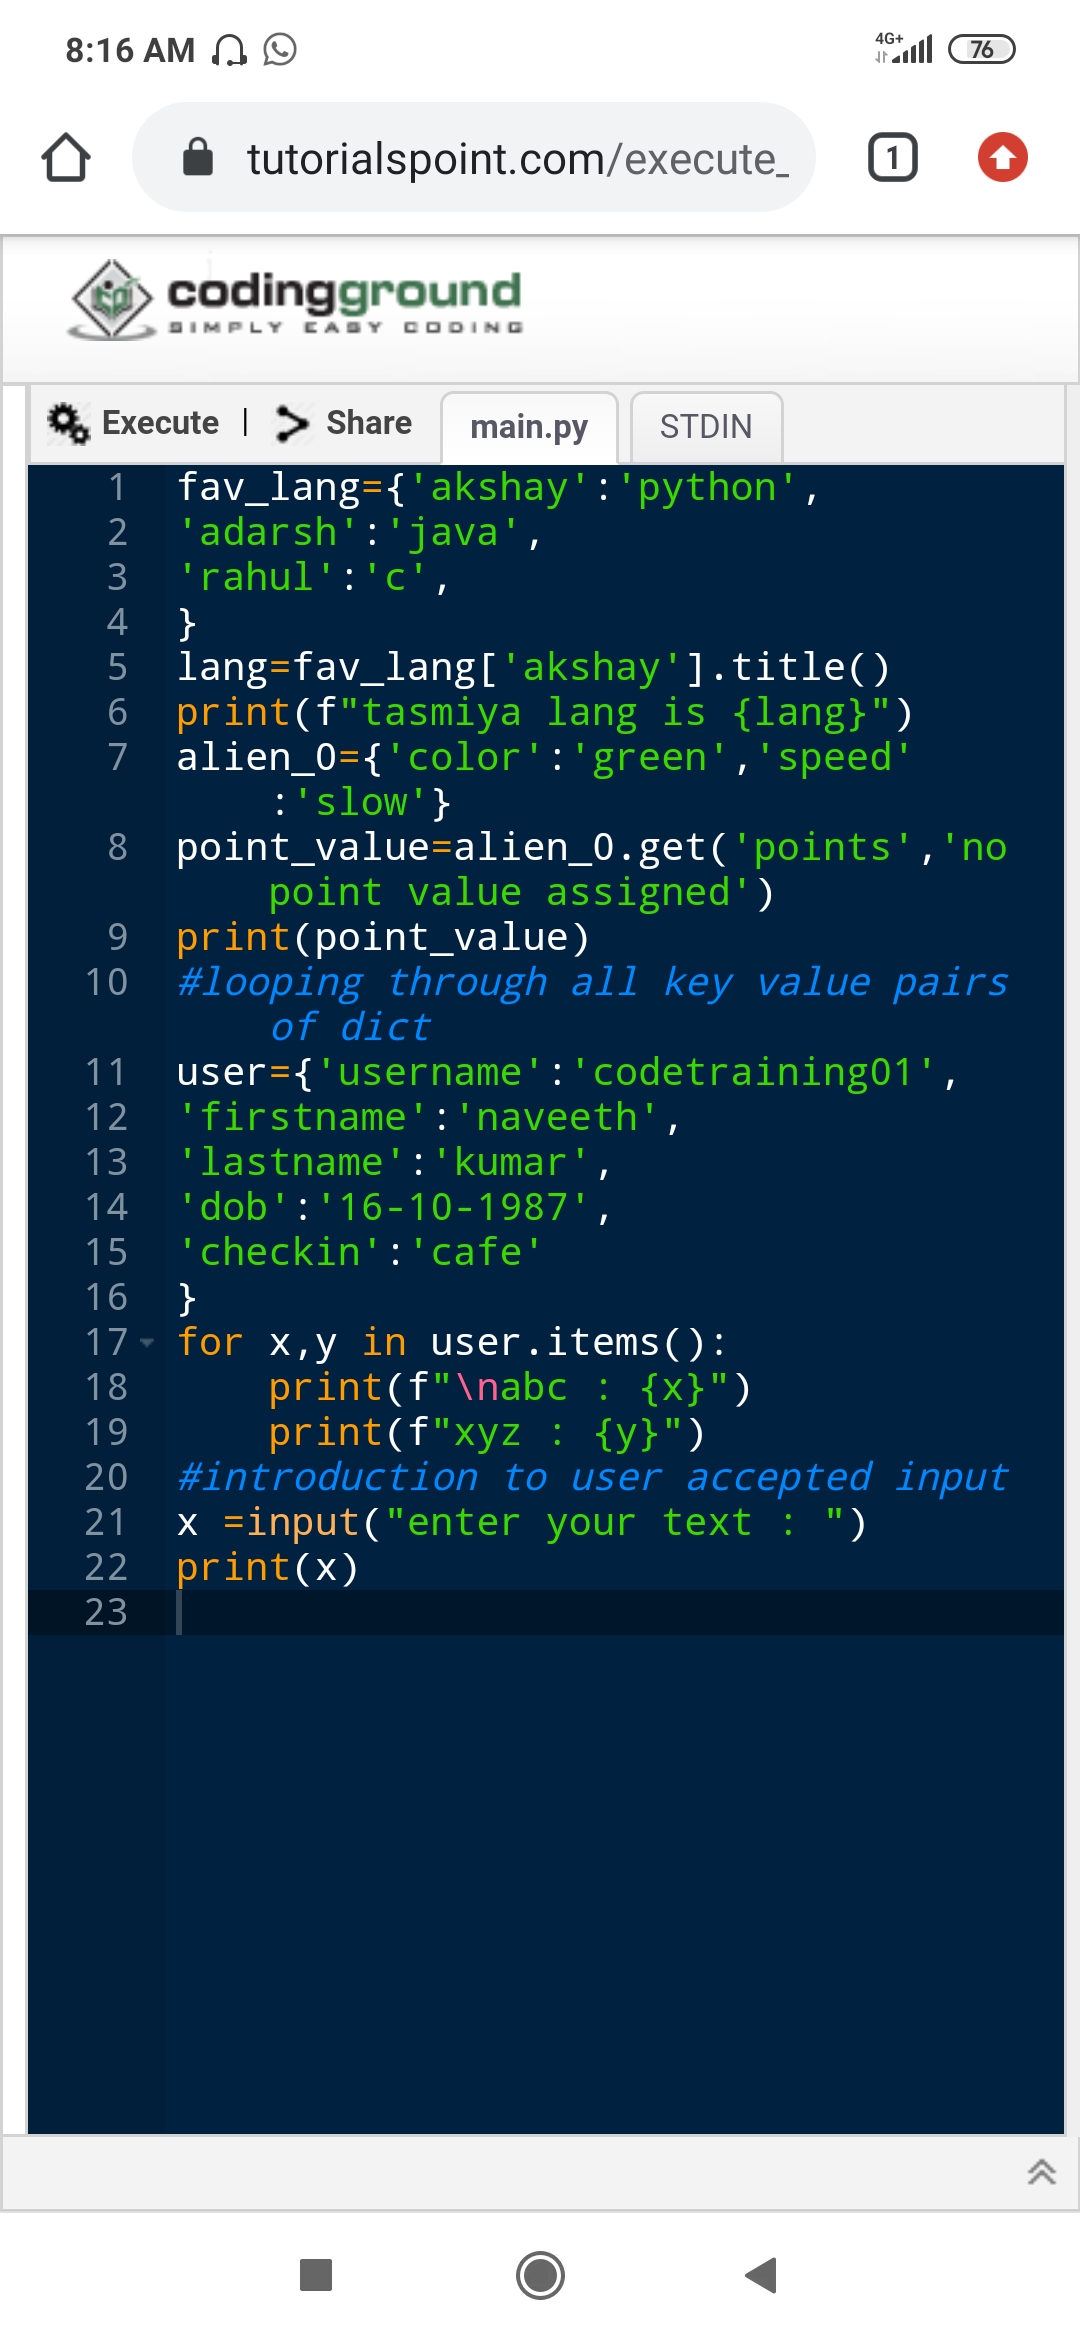 8:16 AM 4G+ 76
tutorialspoint.com/execute_ 1
codingground
SIMPLY EASY CODING
Execute | Share main.py STDIN
1 fav_lang={'akshay':'python',
2 'adarsh':'java',
3 'rahul':'c',
4 }
5 lang=fav_lang['akshay'].title()
6 print(f"tasmiya lang is {lang}")
7 alien_0={'color':'green','speed'
:'slow'}
8 point_value=alien_0.get('points','no
point value assigned')
9 print(point_value)
10 #looping through all key value pairs
of dict
11 user={'username':'codetraining01',
12 'firstname':'naveeth',
13 'lastname':'kumar',
14 'dob':'16-10-1987',
15 'checkin':'cafe'
16 }
17 for x,y in user.items():
18 print(f"\nabc : {x}")
19 print(f"xyz : {y}")
20 #introduction to user accepted input
21 x =input("enter your text : ")
22 print(x)
23